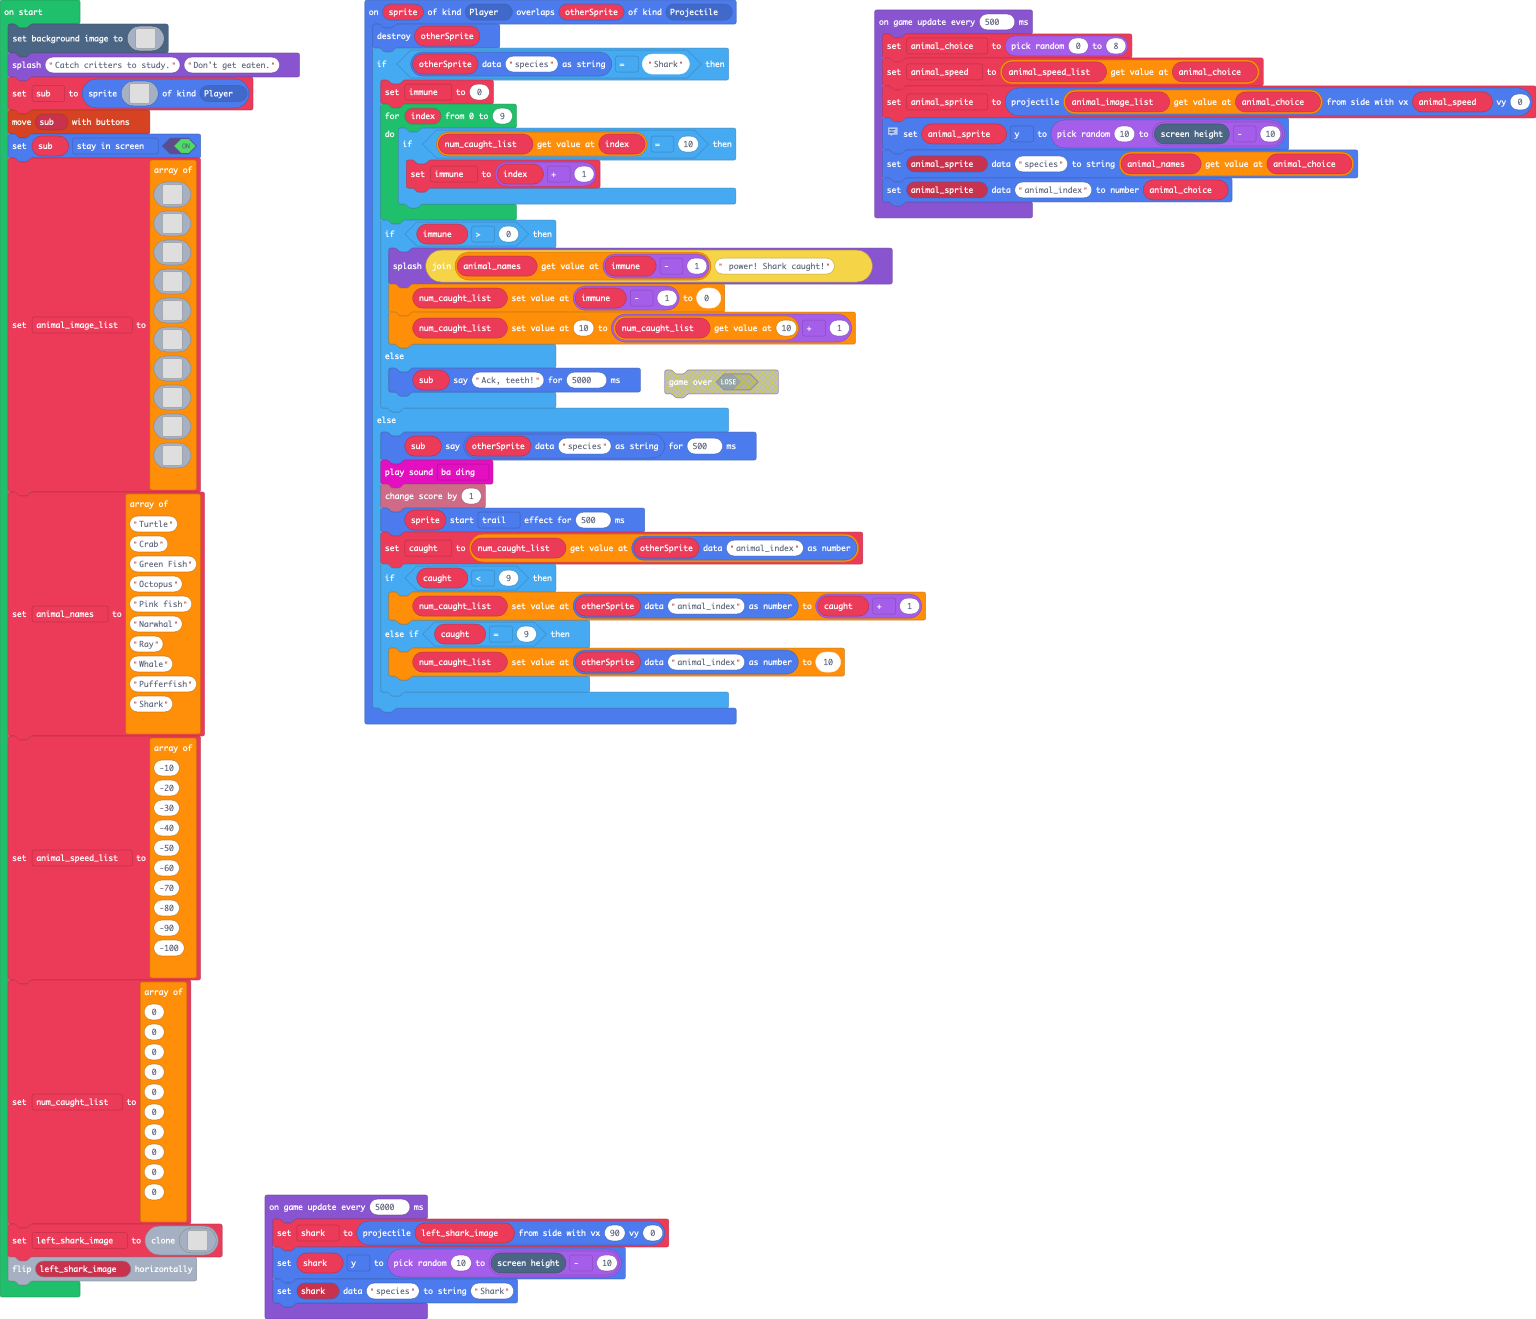 on start
set background image to
splash "Catch critters to study." "Don't get eaten."
set sub to sprite of kind Player
move sub with buttons
set sub stay in screen ON
set animal_image_list to array of
set animal_names to array of
"Turtle"
"Crab"
"Green Fish"
"Octopus"
"Pink fish"
"Narwhal"
"Ray"
"Whale"
"Pufferfish"
"Shark"
set animal_speed_list to array of
-10
-20
-30
-40
-50
-60
-70
-80
-90
-100
set num_caught_list to array of
0
0
0
0
0
0
0
0
0
0
set left_shark_image to clone
flip left_shark_image horizontally
on sprite of kind Player overlaps otherSprite of kind Projectile
destroy otherSprite
if otherSprite data "species" as string = "Shark" then
set immune to 0
for index from 0 to 9
do
if num_caught_list get value at index = 10 then
set immune to index + 1
if immune > 0 then
splash join animal_names get value at immune - 1 " power! Shark caught!"
num_caught_list set value at immune - 1 to 0
num_caught_list set value at 10 to num_caught_list get value at 10 + 1
else
sub say "Ack, teeth!" for 5000 ms
game over LOSE
else
sub say otherSprite data "species" as string for 500 ms
play sound ba ding
change score by 1
sprite start trail effect for 500 ms
set caught to num_caught_list get value at otherSprite data "animal_index" as number
if caught < 9 then
num_caught_list set value at otherSprite data "animal_index" as number to caught + 1
else if caught = 9 then
num_caught_list set value at otherSprite data "animal_index" as number to 10
on game update every 500 ms
set animal_choice to pick random 0 to 8
set animal_speed to animal_speed_list get value at animal_choice
set animal_sprite to projectile animal_image_list get value at animal_choice from side with vx animal_speed vy 0
set animal_sprite y to pick random 10 to screen height - 10
set animal_sprite data "species" to string animal_names get value at animal_choice
set animal_sprite data "animal_index" to number animal_choice
on game update every 5000 ms
set shark to projectile left_shark_image from side with vx 90 vy 0
set shark y to pick random 10 to screen height - 10
set shark data "species" to string "Shark"